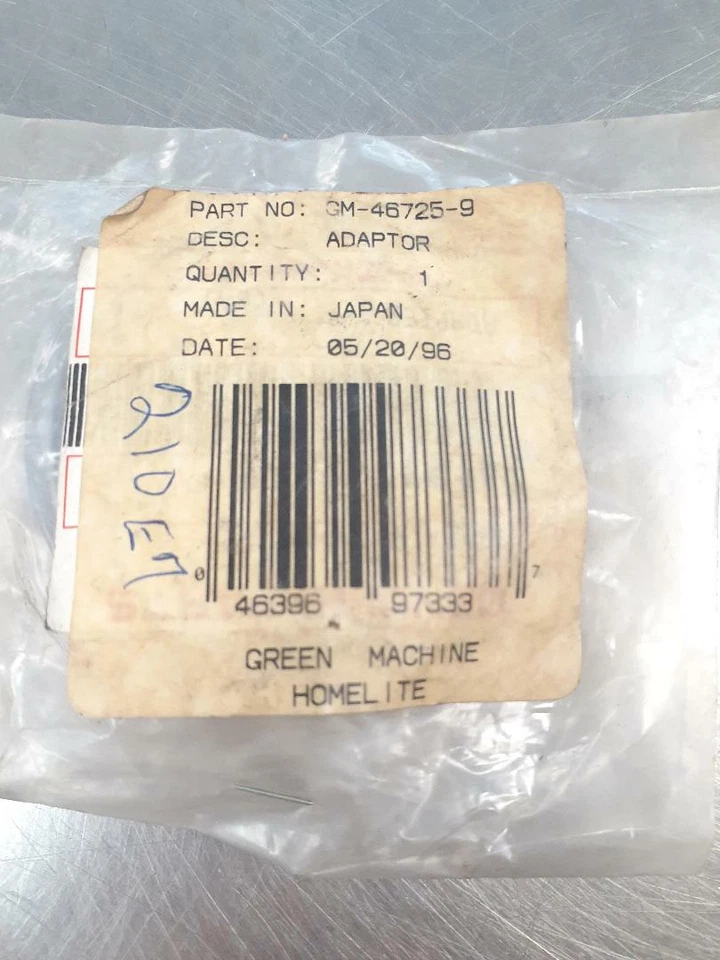 PART NO: GM-46725-9
DESC: ADAPTOR
QUANTITY: 1
MADE IN: JAPAN
DATE: 05/20/96
210E7
0 46396 97333 7
GREEN MACHINE
HOMELITE